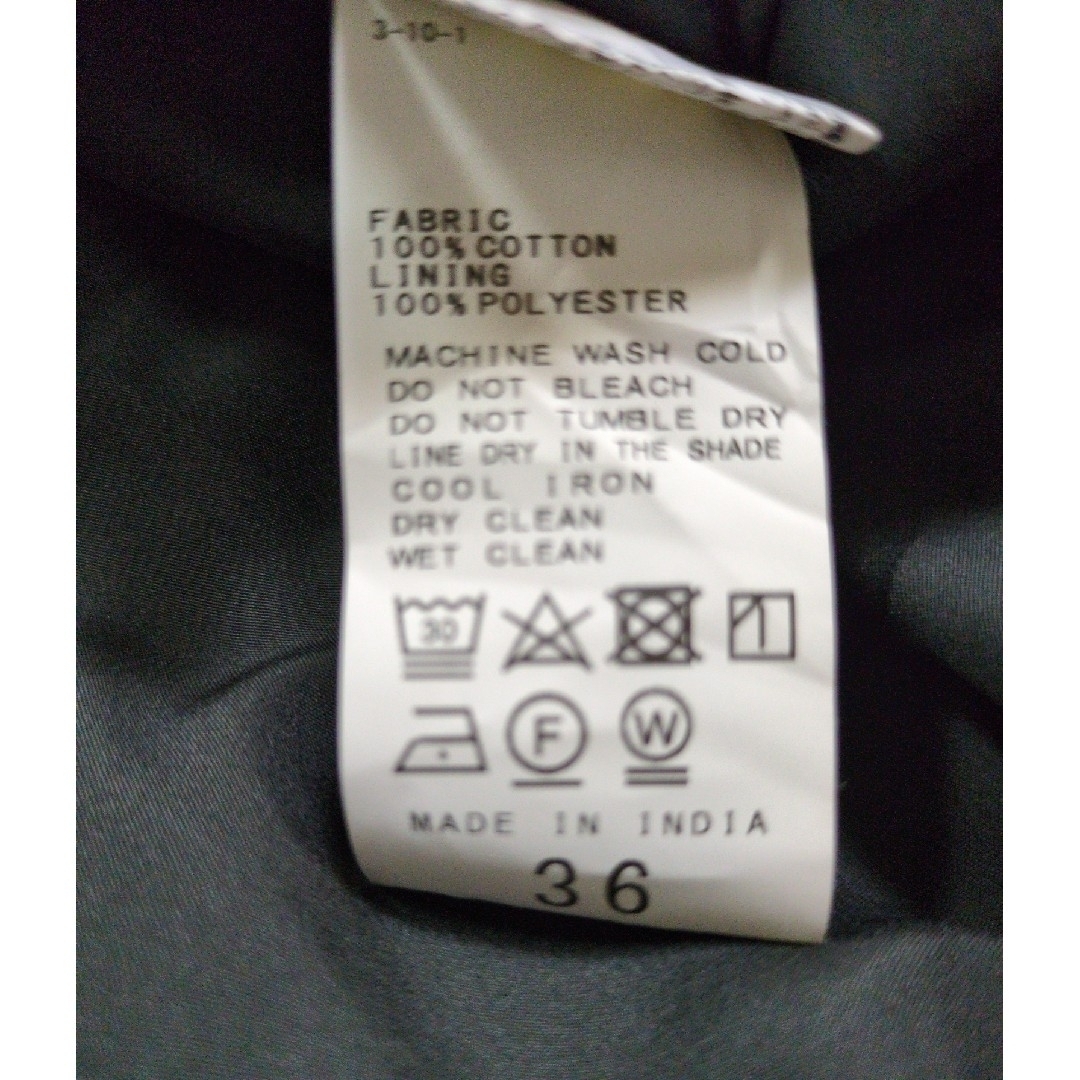 3-10-1
FABRIC
100% COTTON
LINING
100% POLYESTER
MACHINE WASH COLD
DO NOT BLEACH
DO NOT TUMBLE DRY
LINE DRY IN THE SHADE
COOL IRON
DRY CLEAN
WET CLEAN
30
F W
MADE IN INDIA
36